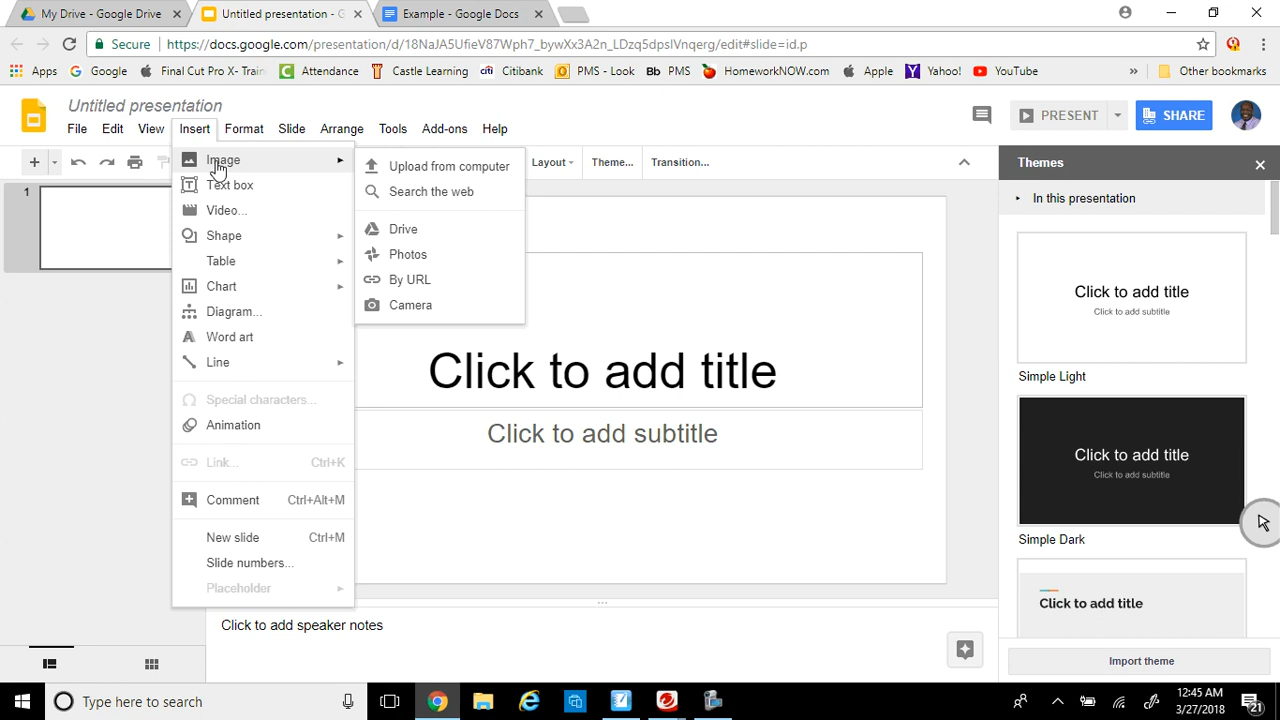 My Drive - Google Drive
Untitled presentation - G
Example - Google Docs
Secure
https://docs.google.com/presentation/d/18NaJA5UfieV87Wph7_bywXx3A2n_LDzq5dpsIVnqerg/edit#slide=id.p
Apps Google Final Cut Pro X- Train Attendance Castle Learning citi Citibank PMS - Look Bb PMS HomeworkNOW.com Apple Yahoo! YouTube » Other bookmarks
Untitled presentation
File Edit View Insert Format Slide Arrange Tools Add-ons Help
PRESENT
SHARE
Layout Theme... Transition...
Image
Text box
Video...
Shape
Table
Chart
Diagram...
Word art
Line
Special characters...
Animation
Link... Ctrl+K
Comment Ctrl+Alt+M
New slide Ctrl+M
Slide numbers...
Placeholder
Upload from computer
Search the web
Drive
Photos
By URL
Camera
1
Click to add title
Click to add subtitle
Click to add speaker notes
Themes
In this presentation
Click to add title
Click to add subtitle
Simple Light
Click to add title
Click to add subtitle
Simple Dark
Click to add title
Import theme
Type here to search
12:45 AM
3/27/2018
21